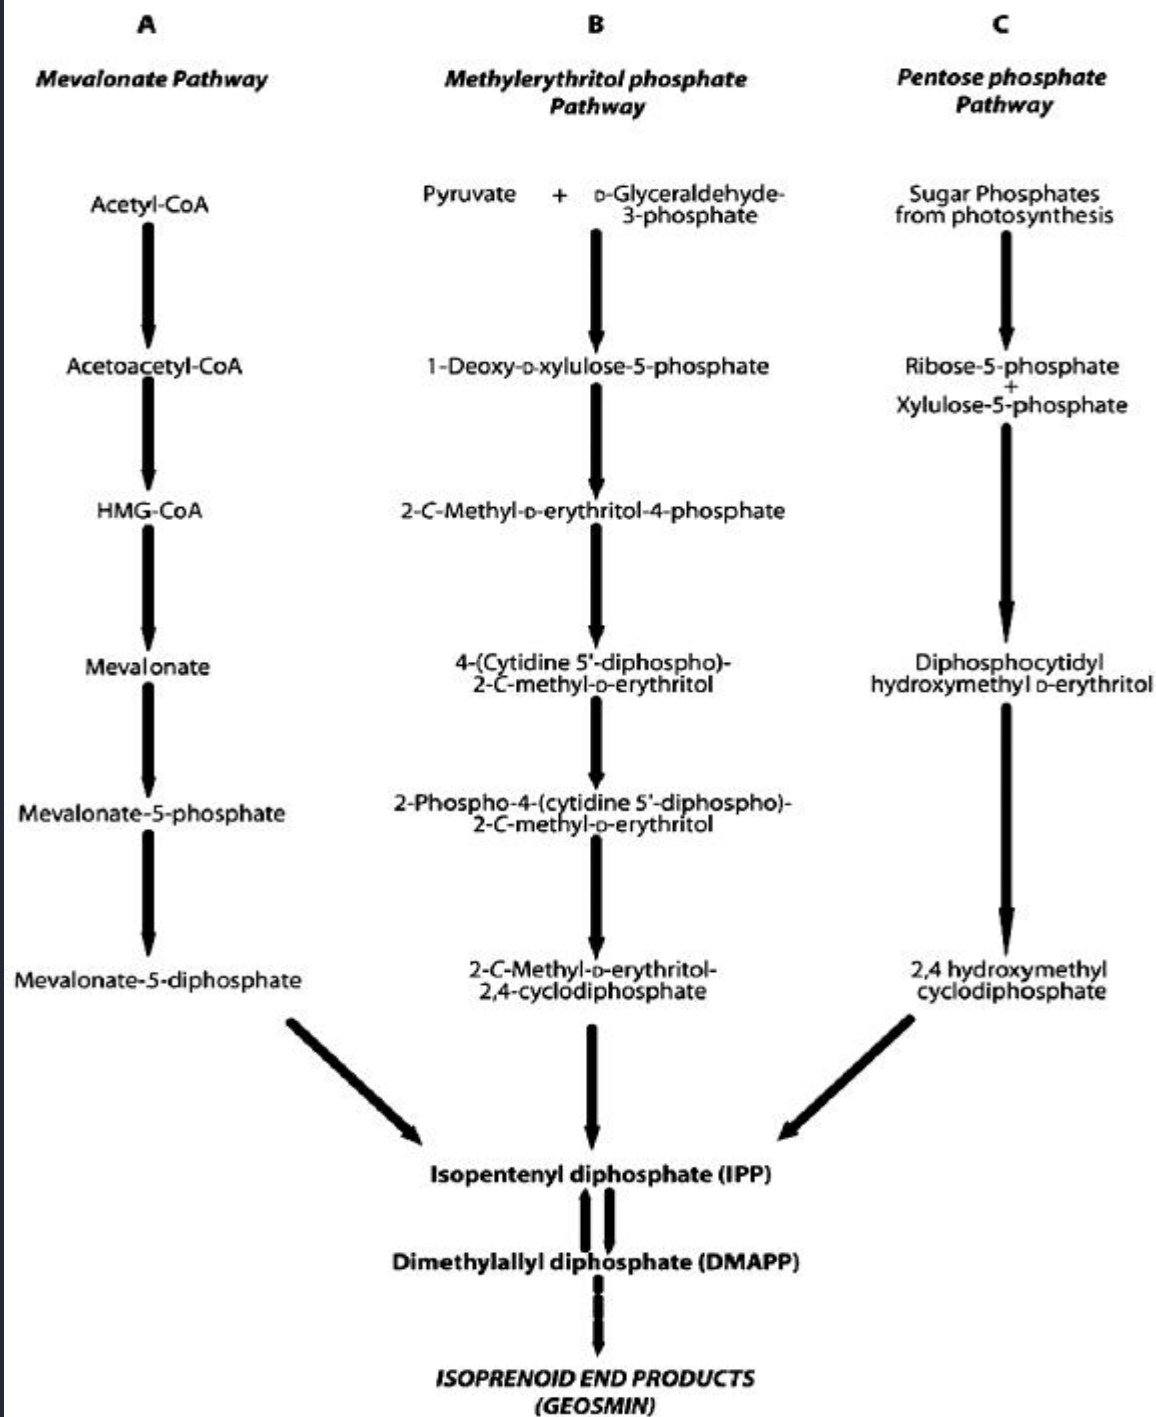 A
Mevalonate Pathway
Acetyl-CoA
Acetoacetyl-CoA
HMG-CoA
Mevalonate
Mevalonate-5-phosphate
Mevalonate-5-diphosphate
B
Methylerythritol phosphate
Pathway
Pyruvate + D-Glyceraldehyde-
3-phosphate
1-Deoxy-D-xylulose-5-phosphate
2-C-Methyl-D-erythritol-4-phosphate
4-(Cytidine 5'-diphospho)-
2-C-methyl-D-erythritol
2-Phospho-4-(cytidine 5'-diphospho)-
2-C-methyl-D-erythritol
2-C-Methyl-D-erythritol-
2,4-cyclodiphosphate
C
Pentose phosphate
Pathway
Sugar Phosphates
from photosynthesis
Ribose-5-phosphate
+
Xylulose-5-phosphate
Diphosphocytidyl
hydroxymethyl D-erythritol
2,4 hydroxymethyl
cyclodiphosphate
Isopentenyl diphosphate (IPP)
Dimethylallyl diphosphate (DMAPP)
ISOPRENOID END PRODUCTS
(GEOSMIN)